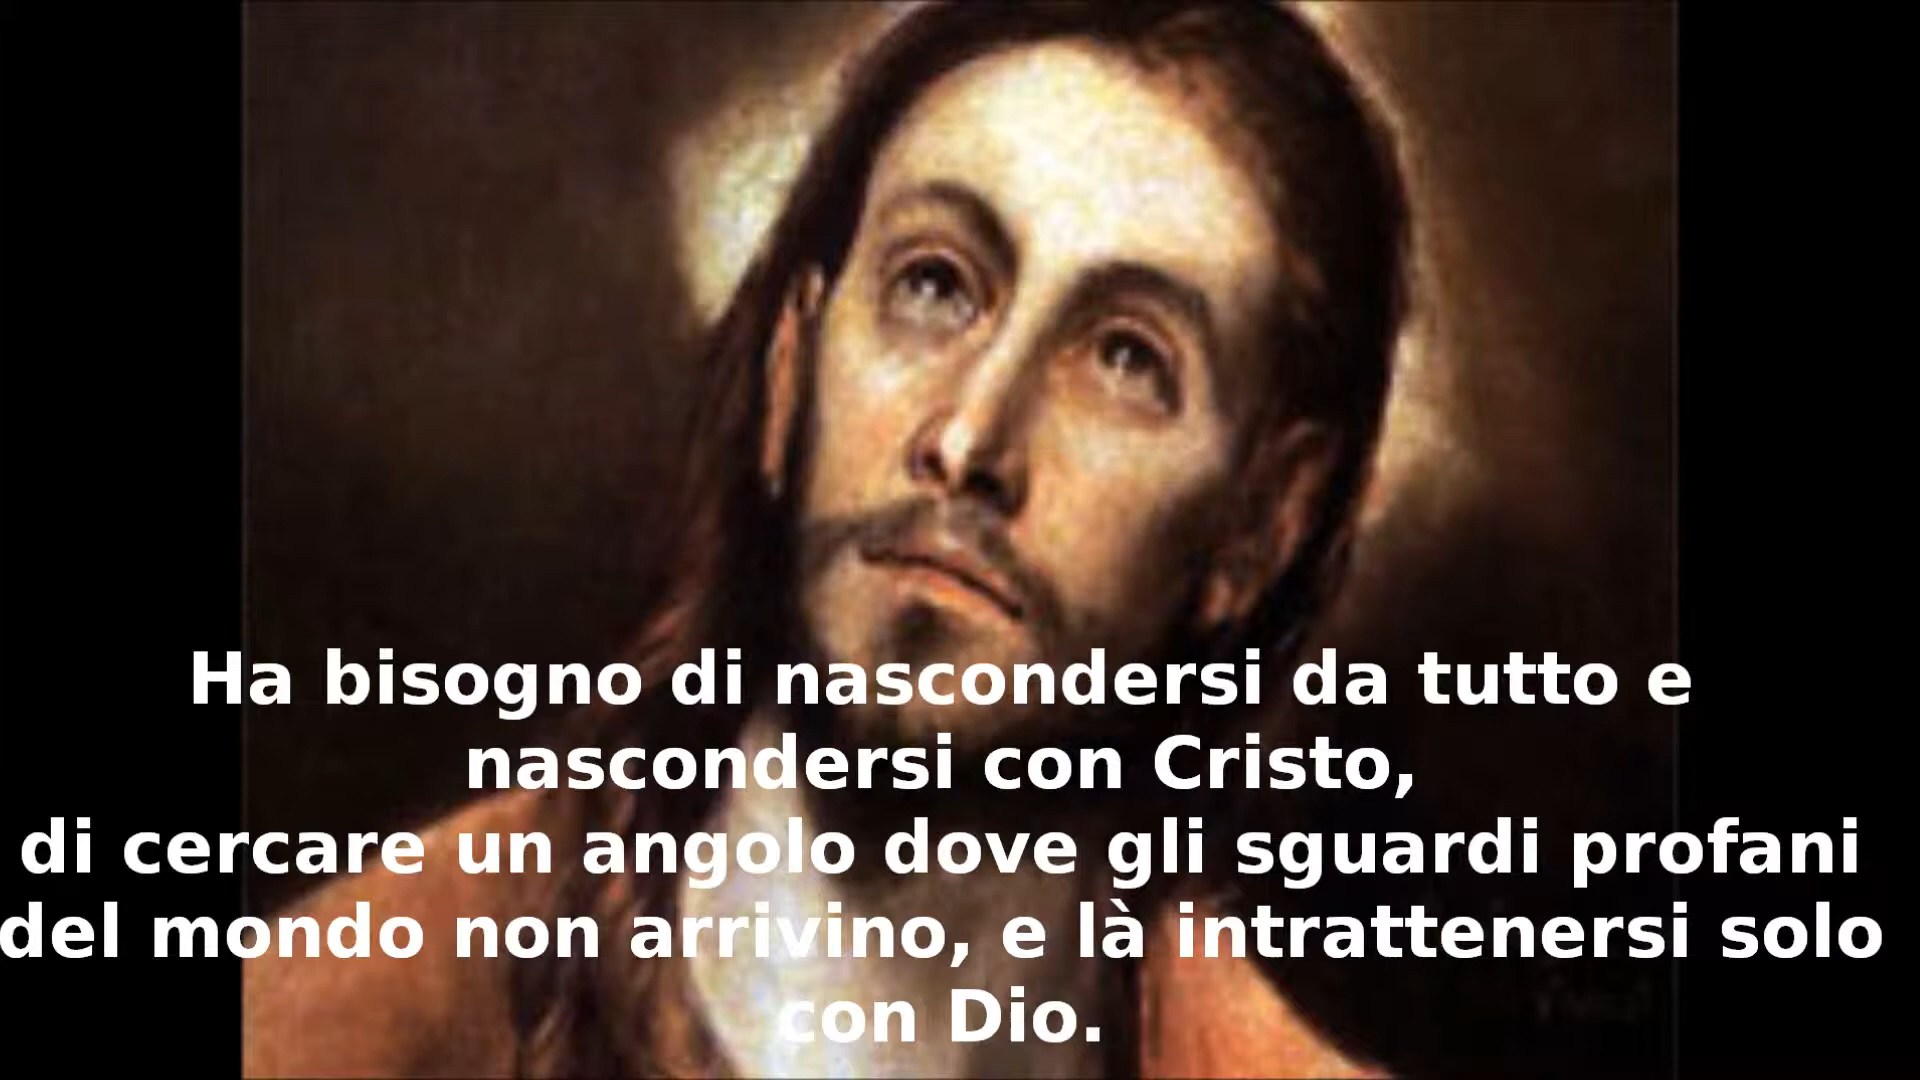 Ha bisogno di nascondersi da tutto e
nascondersi con Cristo,
di cercare un angolo dove gli sguardi profani
del mondo non arrivino, e là intrattenersi solo
con Dio.